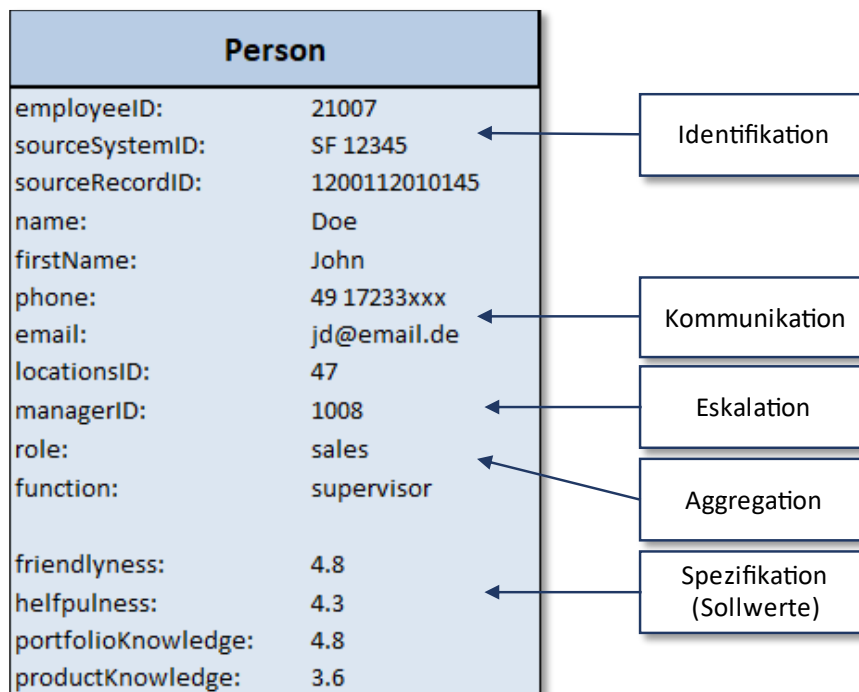 Person
employeeID: 21007
sourceSystemID: SF 12345
sourceRecordID: 1200112010145
name: Doe
firstName: John
phone: 49 17233xxx
email: jd@email.de
locationsID: 47
managerID: 1008
role: sales
function: supervisor
friendlyness: 4.8
helfpulness: 4.3
portfolioKnowledge: 4.8
productKnowledge: 3.6
Identifikation
Kommunikation
Eskalation
Aggregation
Spezifikation
(Sollwerte)